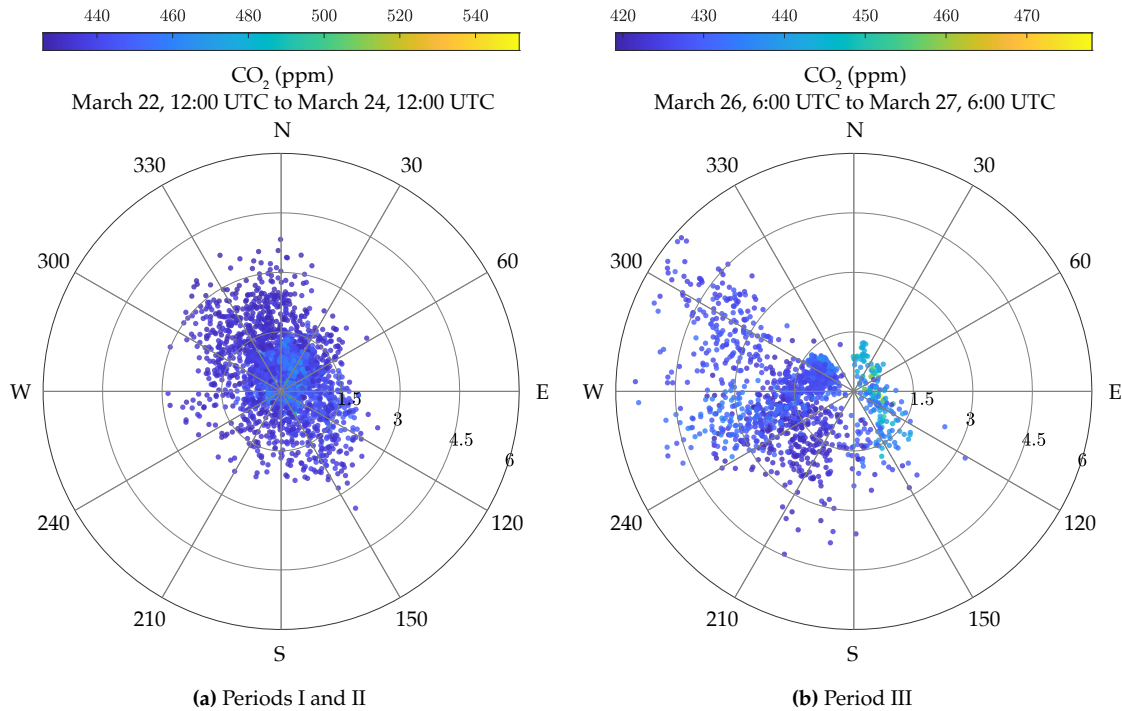 440 460 480 500 520 540
CO2 (ppm)
March 22, 12:00 UTC to March 24, 12:00 UTC
N
330 30
300 60
W E
1.5
3
4.5
6
240 120
210 150
S
(a) Periods I and II
420 430 440 450 460 470
CO2 (ppm)
March 26, 6:00 UTC to March 27, 6:00 UTC
N
330 30
300 60
W E
1.5
3
4.5
6
240 120
210 150
S
(b) Period III